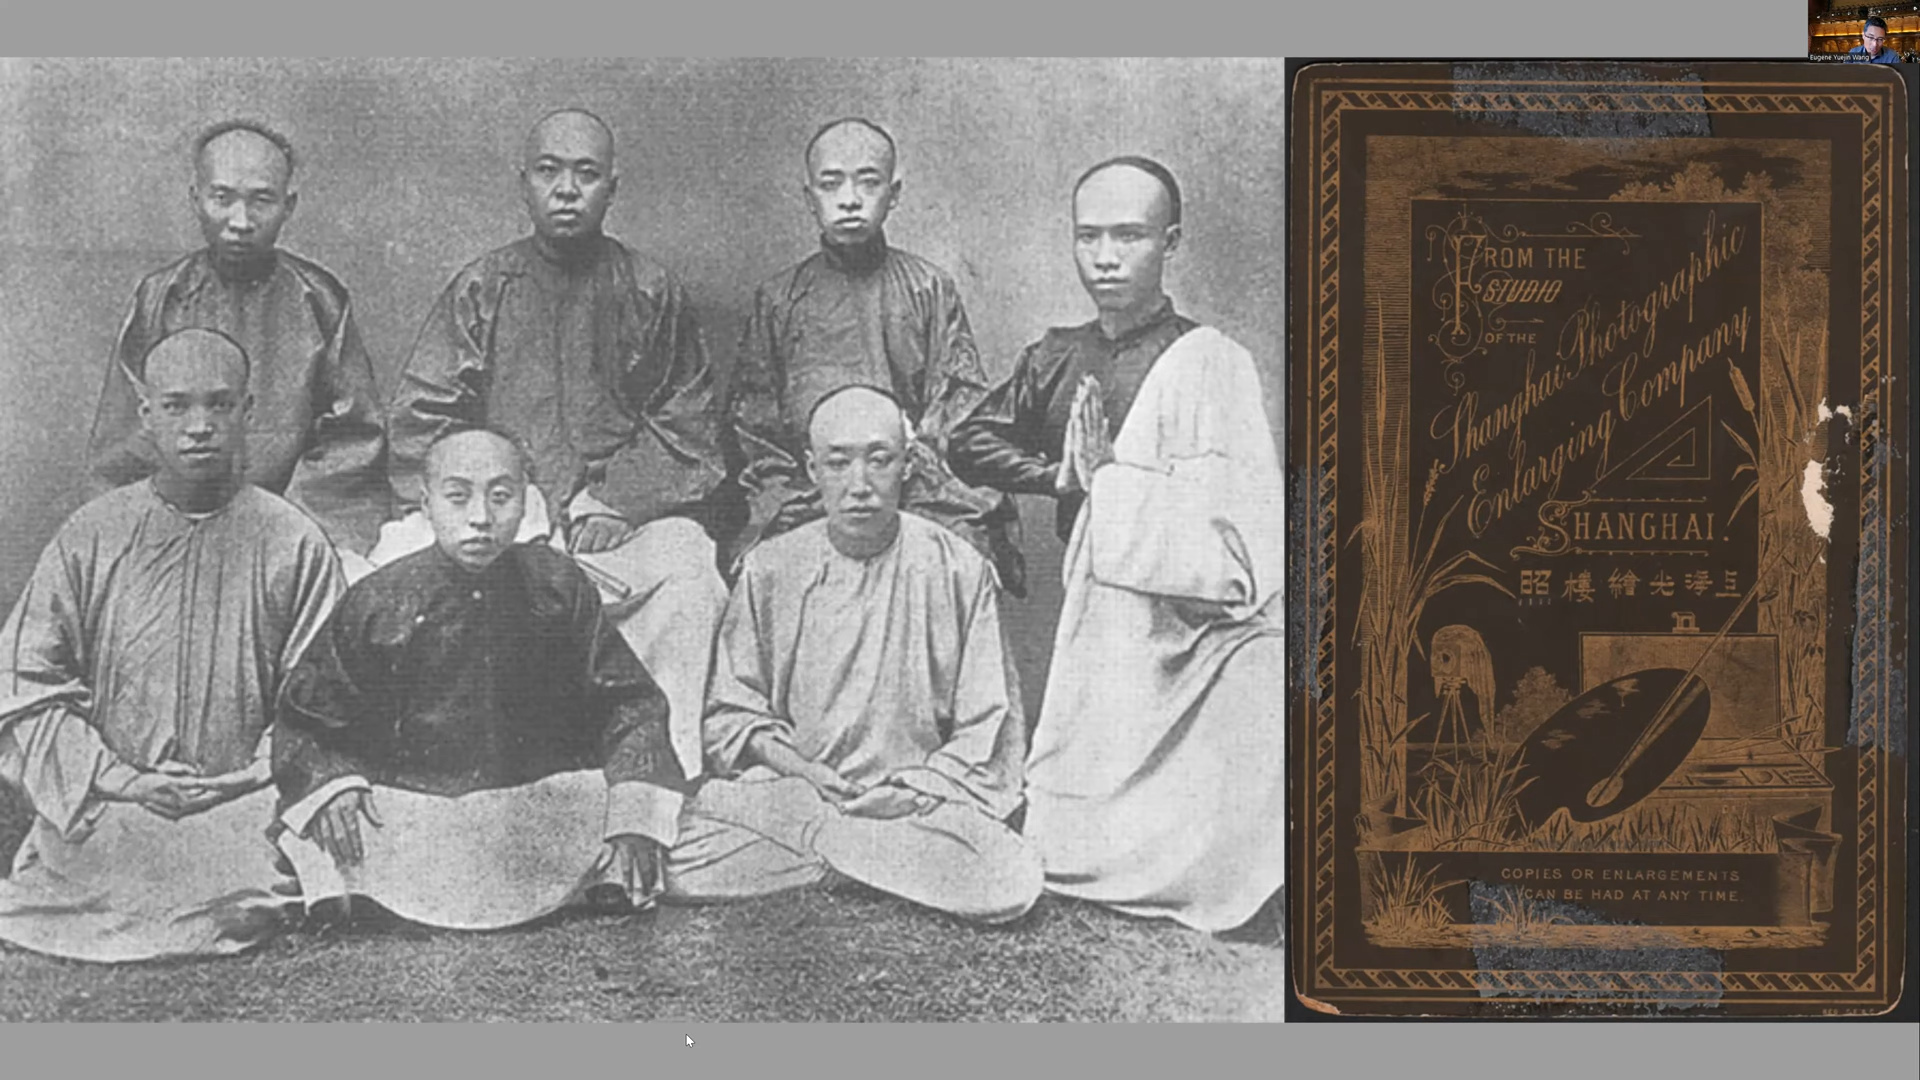 Eugene Yuejin Wang
FROM THE
STUDIO
OF THE
Shanghai Photographic
Enlarging Company
SHANGHAI.
昭樓繪光海上
COPIES OR ENLARGEMENTS
CAN BE HAD AT ANY TIME.